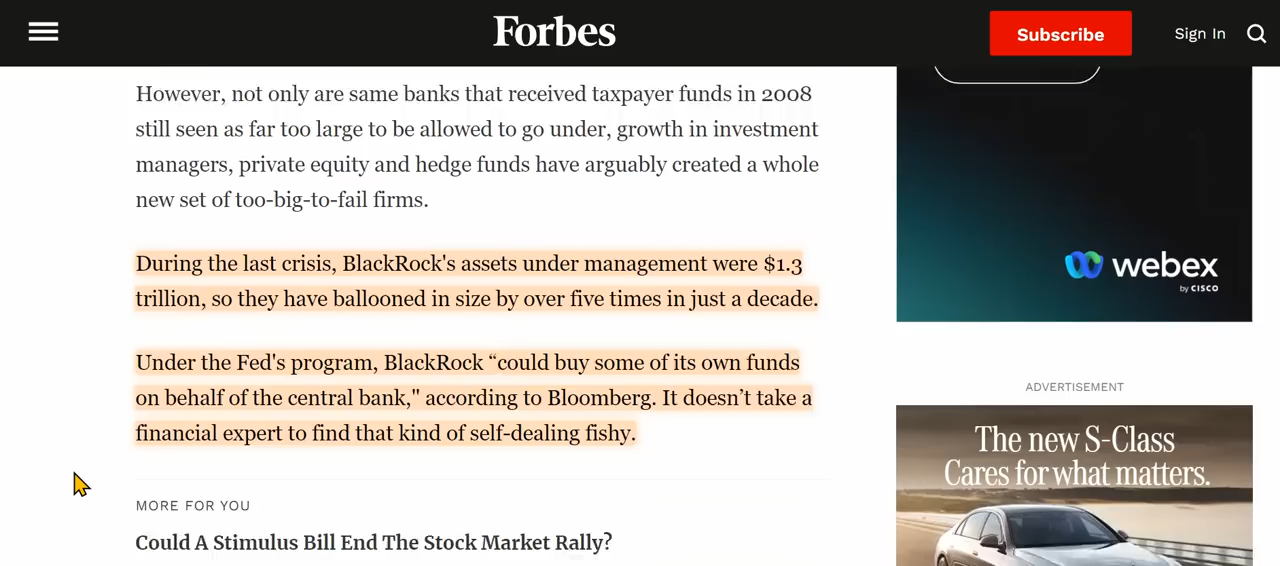 Forbes
Subscribe
Sign In
However, not only are same banks that received taxpayer funds in 2008
still seen as far too large to be allowed to go under, growth in investment
managers, private equity and hedge funds have arguably created a whole
new set of too-big-to-fail firms.
During the last crisis, BlackRock's assets under management were $1.3
trillion, so they have ballooned in size by over five times in just a decade.
Under the Fed's program, BlackRock “could buy some of its own funds
on behalf of the central bank," according to Bloomberg. It doesn’t take a
financial expert to find that kind of self-dealing fishy.
MORE FOR YOU
Could A Stimulus Bill End The Stock Market Rally?
webex
by CISCO
ADVERTISEMENT
The new S-Class
Cares for what matters.